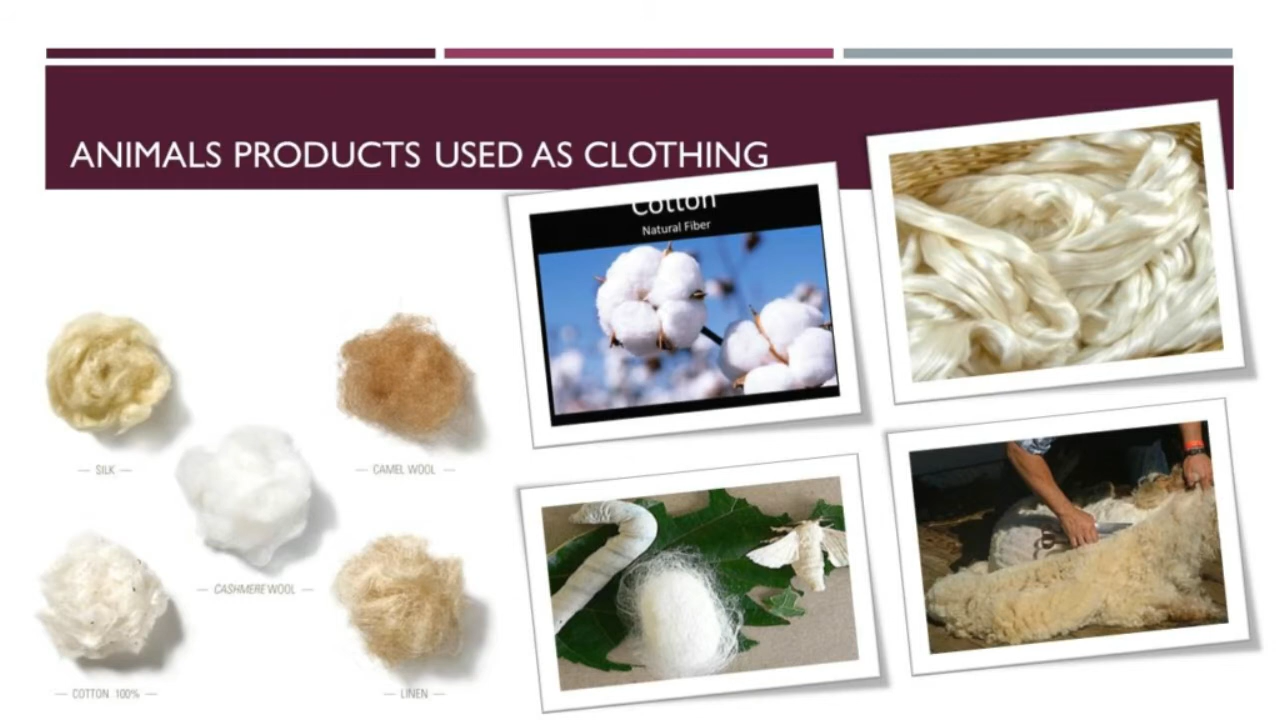 ANIMALS PRODUCTS USED AS CLOTHING
Cotton
Natural Fiber
— SILK —
— CAMEL WOOL —
— CASHMERE WOOL —
— COTTON 100% —
— LINEN —